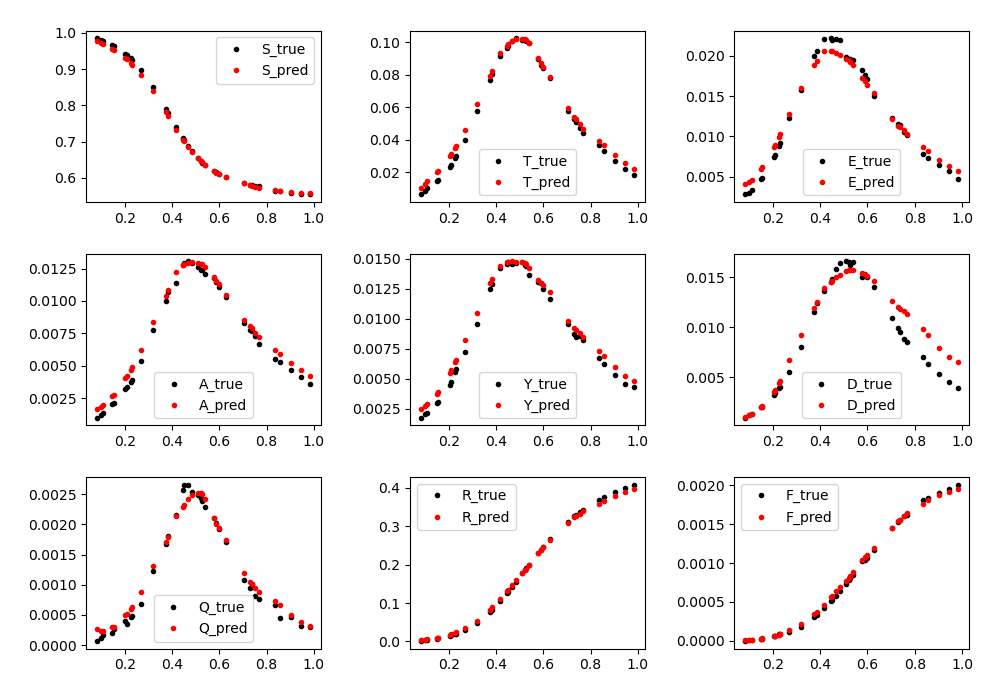 1.0
0.9
0.8
0.7
0.6
S_true
S_pred
0.2 0.4 0.6 0.8 1.0
0.10
0.08
0.06
0.04
0.02
T_true
T_pred
0.2 0.4 0.6 0.8 1.0
0.020
0.015
0.010
0.005
E_true
E_pred
0.2 0.4 0.6 0.8 1.0
0.0125
0.0100
0.0075
0.0050
0.0025
A_true
A_pred
0.2 0.4 0.6 0.8 1.0
0.0150
0.0125
0.0100
0.0075
0.0050
0.0025
Y_true
Y_pred
0.2 0.4 0.6 0.8 1.0
0.015
0.010
0.005
D_true
D_pred
0.2 0.4 0.6 0.8 1.0
0.0025
0.0020
0.0015
0.0010
0.0005
0.0000
Q_true
Q_pred
0.2 0.4 0.6 0.8 1.0
0.4
0.3
0.2
0.1
0.0
R_true
R_pred
0.2 0.4 0.6 0.8 1.0
0.0020
0.0015
0.0010
0.0005
0.0000
F_true
F_pred
0.2 0.4 0.6 0.8 1.0